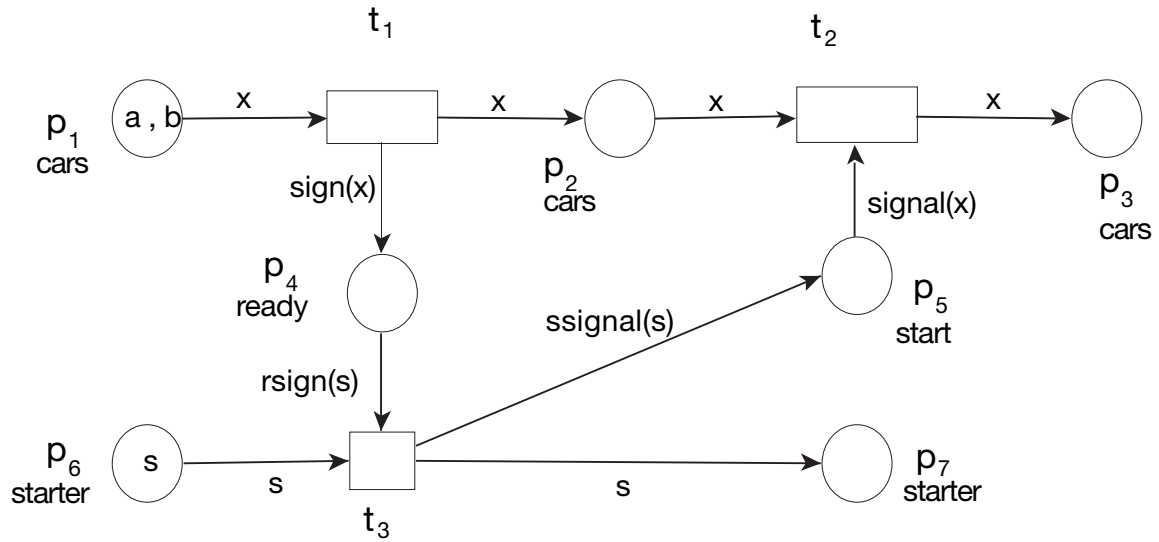 t1
t2
x
x
x
x
a , b
p1
cars
p2
cars
p3
cars
sign(x)
signal(x)
p4
ready
p5
start
ssignal(s)
rsign(s)
p6
starter
s
s
s
p7
starter
t3